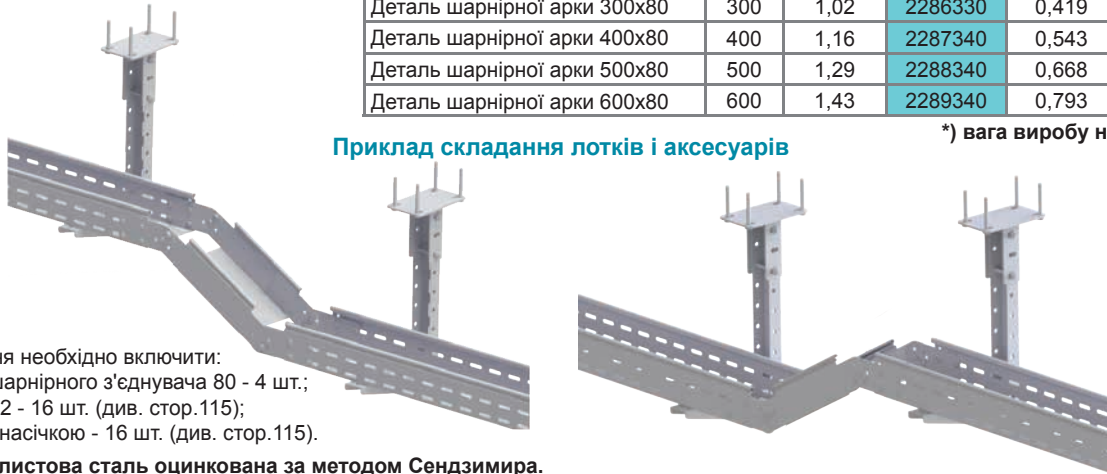 Деталь шарнірної арки 300х80 300 1,02 2286330 0,419
Деталь шарнірної арки 400х80 400 1,16 2287340 0,543
Деталь шарнірної арки 500х80 500 1,29 2288340 0,668
Деталь шарнірної арки 600х80 600 1,43 2289340 0,793
*) вага виробу н
Приклад складання лотків і аксесуарів
ня необхідно включити:
шарнірного з'єднувача 80 - 4 шт.;
2 - 16 шт. (див. стор.115);
насічкою - 16 шт. (див. стор.115).
листова сталь оцинкована за методом Сендзимира.